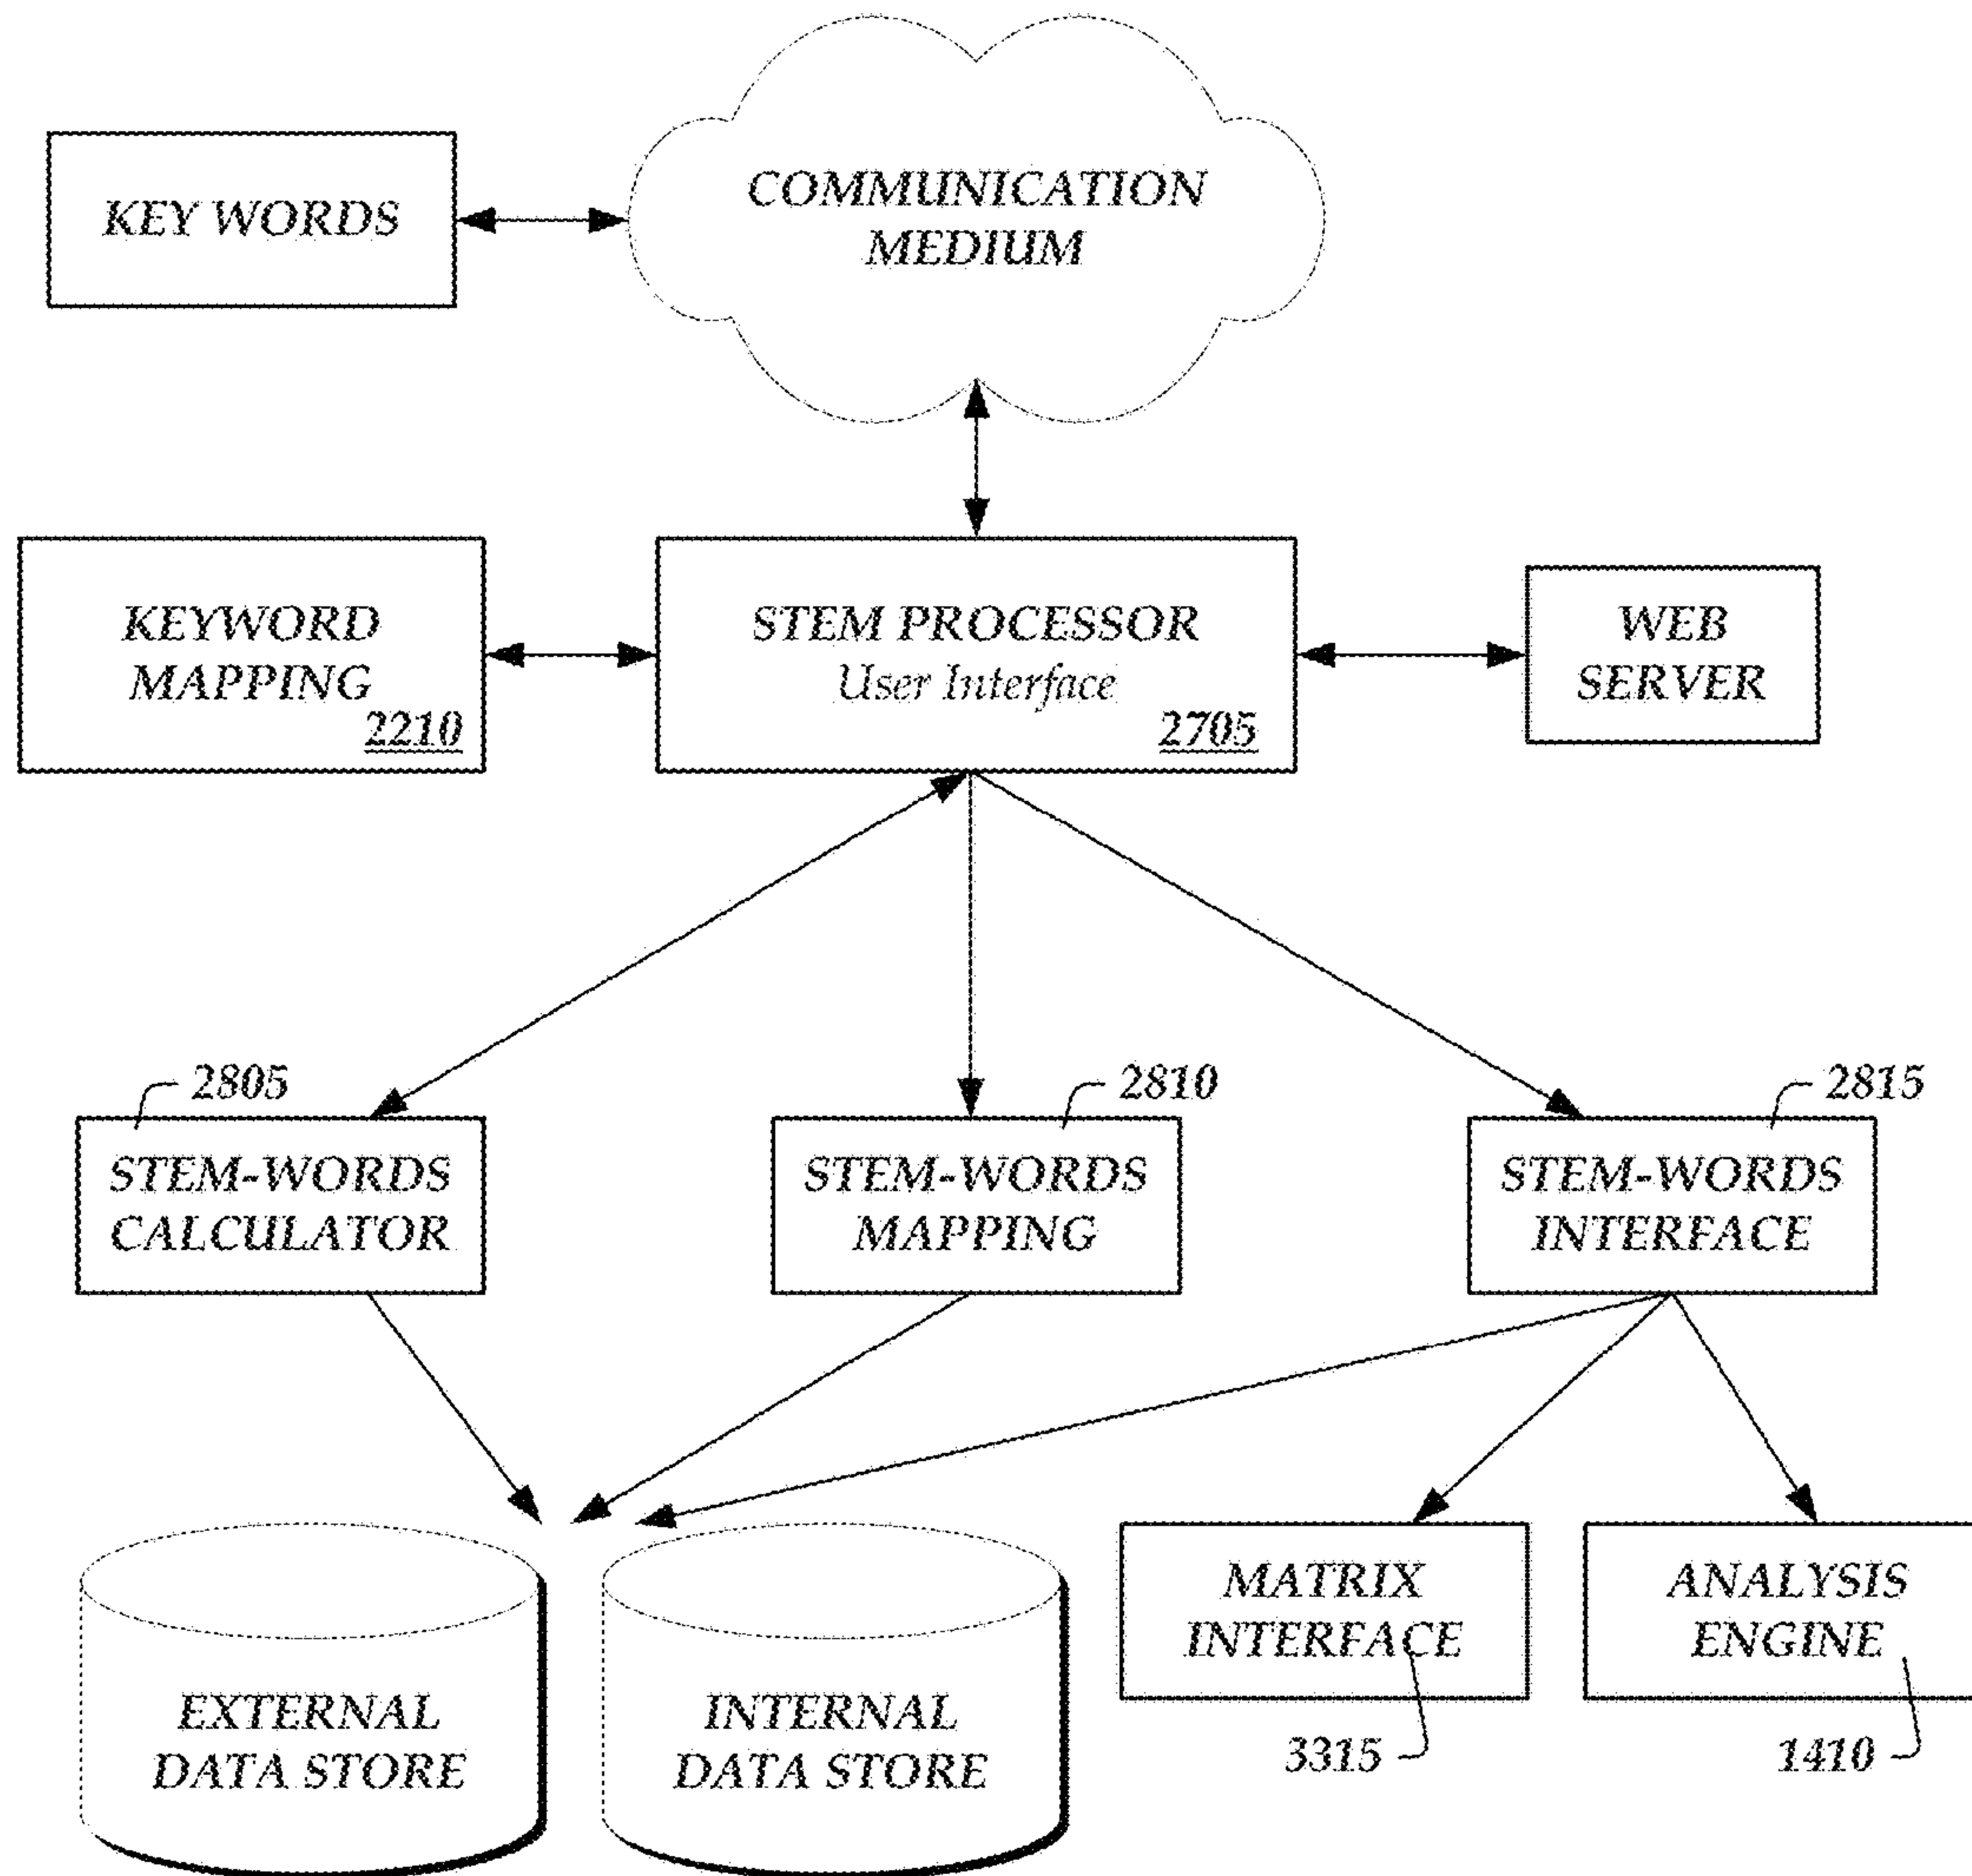 COMMUNICATION
MEDIUM
KEY WORDS
KEYWORD
MAPPING
2210
STEM PROCESSOR
User Interface
2705
WEB
SERVER
2805
STEM-WORDS
CALCULATOR
2810
STEM-WORDS
MAPPING
2815
STEM-WORDS
INTERFACE
EXTERNAL
DATA STORE
INTERNAL
DATA STORE
MATRIX
INTERFACE
3315
ANALYSIS
ENGINE
1410